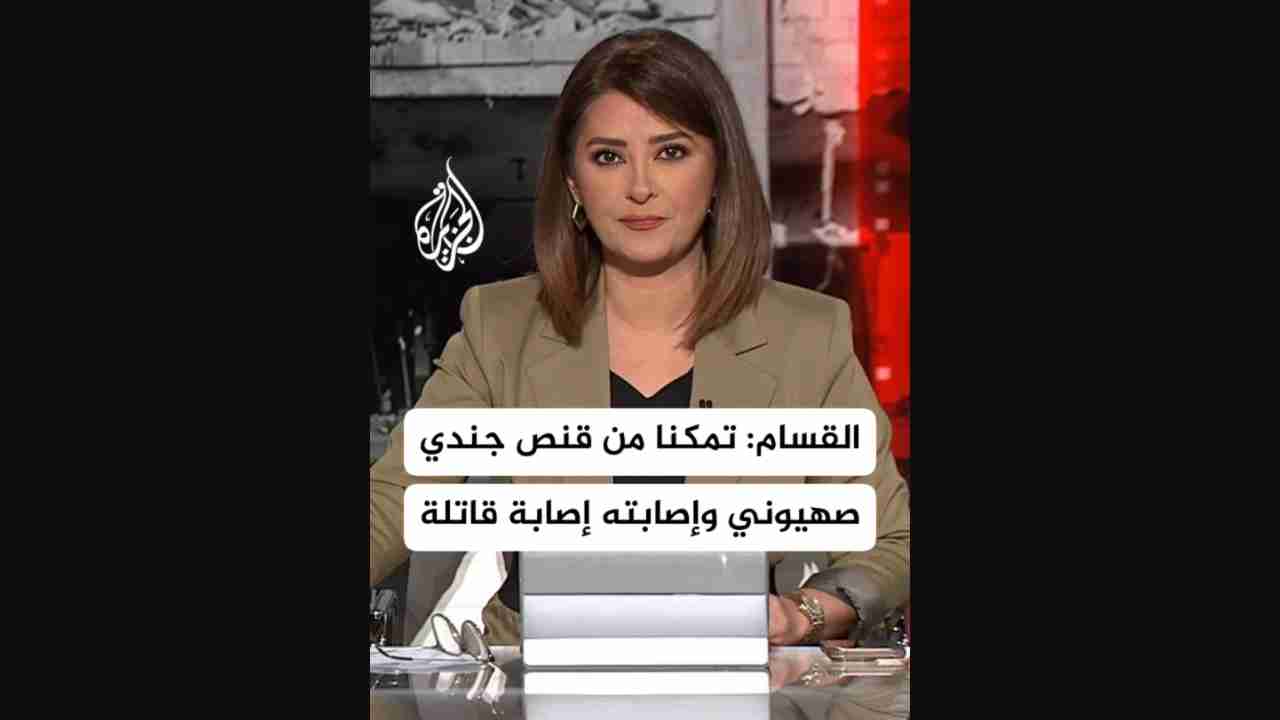 الجزيرة
القسام: تمكنا من قنص جندي
صهيوني وإصابته إصابة قاتلة